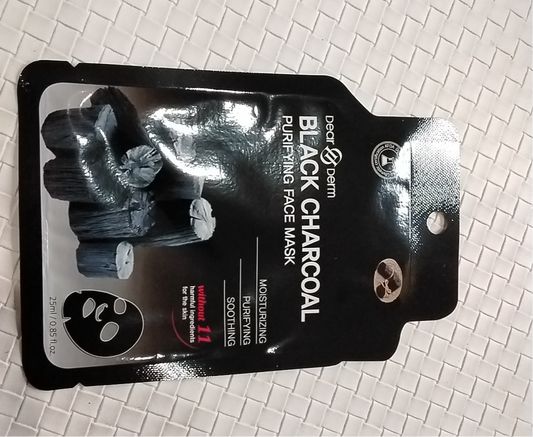 Dear Derm
BLACK CHARCOAL
PURIFYING FACE MASK
MOISTURIZING
PURIFYING
SOOTHING
without 11
harmful ingredients
for the skin
25ml / 0.85 fl oz